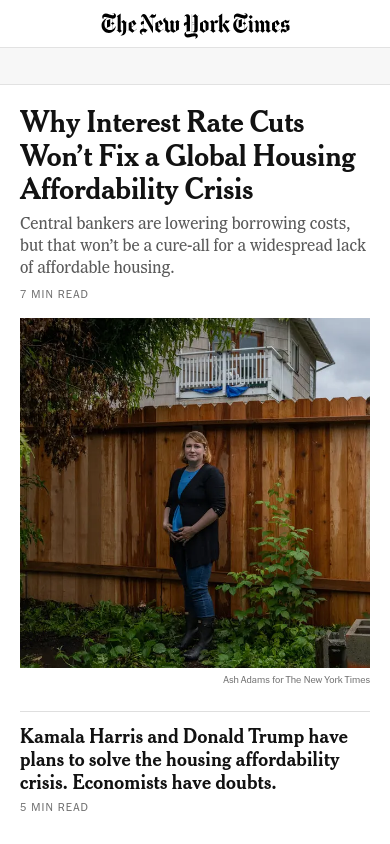 The New York Times
Why Interest Rate Cuts
Won’t Fix a Global Housing
Affordability Crisis
Central bankers are lowering borrowing costs,
but that won’t be a cure-all for a widespread lack
of affordable housing.
7 MIN READ
Ash Adams for The New York Times
Kamala Harris and Donald Trump have
plans to solve the housing affordability
crisis. Economists have doubts.
5 MIN READ